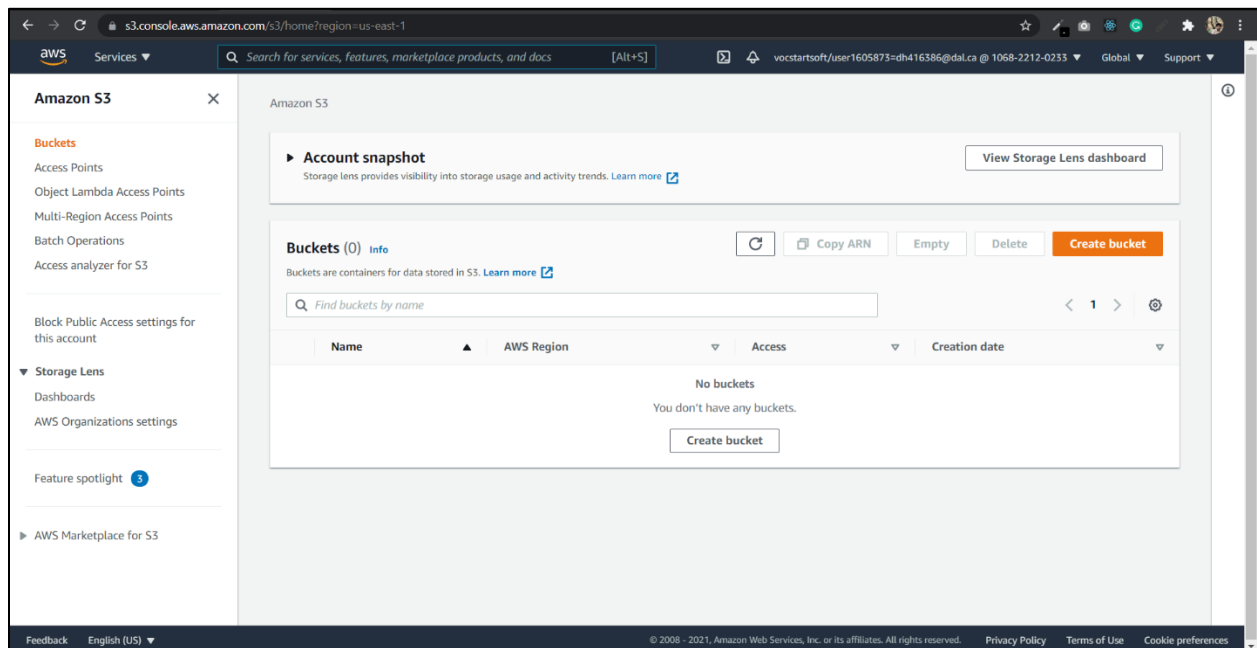 s3.console.aws.amazon.com/s3/home?region=us-east-1
aws
Services
Search for services, features, marketplace products, and docs
[Alt+S]
vocstartsoft/user1605873=dh416386@dal.ca @ 1068-2212-0233
Global
Support
Amazon S3
Buckets
Access Points
Object Lambda Access Points
Multi-Region Access Points
Batch Operations
Access analyzer for S3
Block Public Access settings for
this account
Storage Lens
Dashboards
AWS Organizations settings
Feature spotlight 3
AWS Marketplace for S3
Amazon S3
Account snapshot
Storage lens provides visibility into storage usage and activity trends. Learn more
View Storage Lens dashboard
Buckets (0) Info
Buckets are containers for data stored in S3. Learn more
Copy ARN
Empty
Delete
Create bucket
Find buckets by name
1
Name
AWS Region
Access
Creation date
No buckets
You don't have any buckets.
Create bucket
Feedback
English (US)
© 2008 - 2021, Amazon Web Services, Inc. or its affiliates. All rights reserved.
Privacy Policy
Terms of Use
Cookie preferences